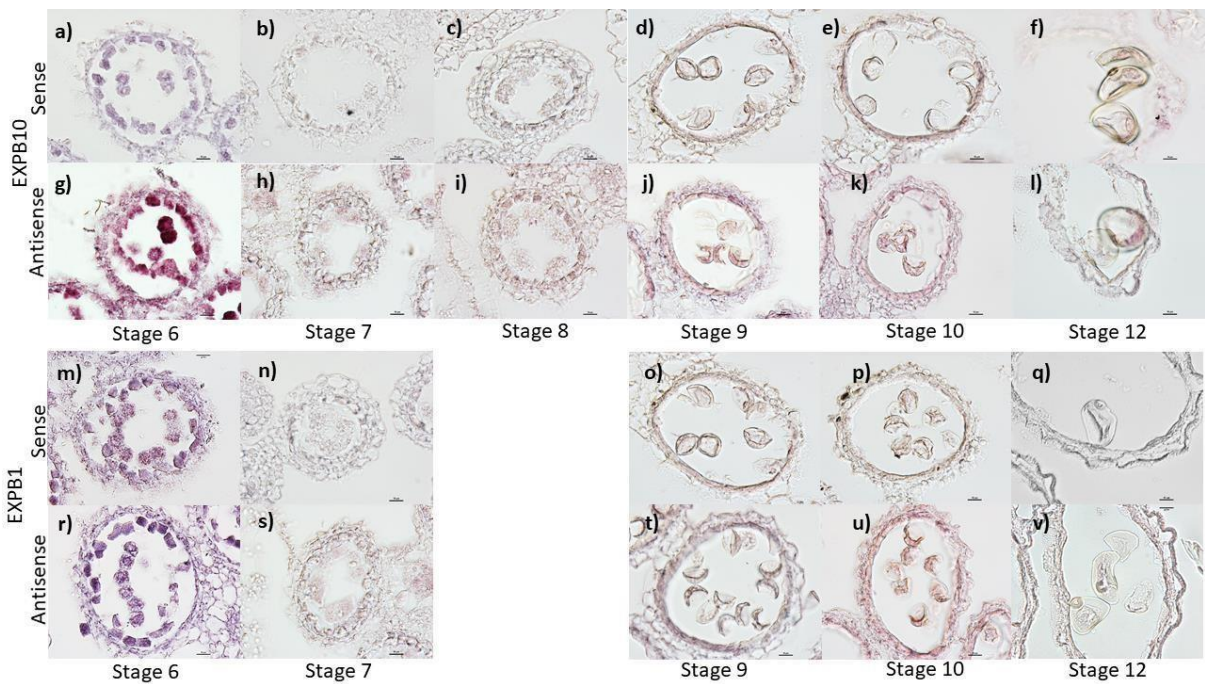 EXPB10
Sense
a) b) c) d) e) f)
Antisense
g) h) i) j) k) l)
Stage 6 Stage 7 Stage 8 Stage 9 Stage 10 Stage 12
EXPB1
Sense
m) n) o) p) q)
Antisense
r) s) t) u) v)
Stage 6 Stage 7 Stage 9 Stage 10 Stage 12